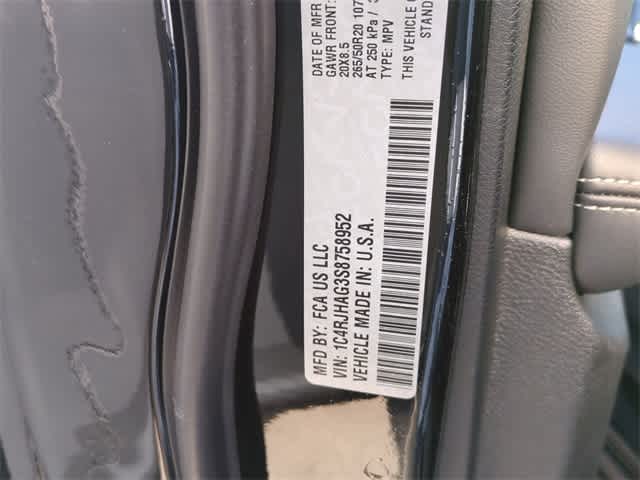 DATE OF MFR
GAWR FRONT:
20X8.5
265/50R20 107
AT 250 kPa /
TYPE: MPV
THIS VEHICLE
STAND
MFD BY: FCA US LLC
VIN: 1C4RJHAG3S8758952
VEHICLE MADE IN: U.S.A.